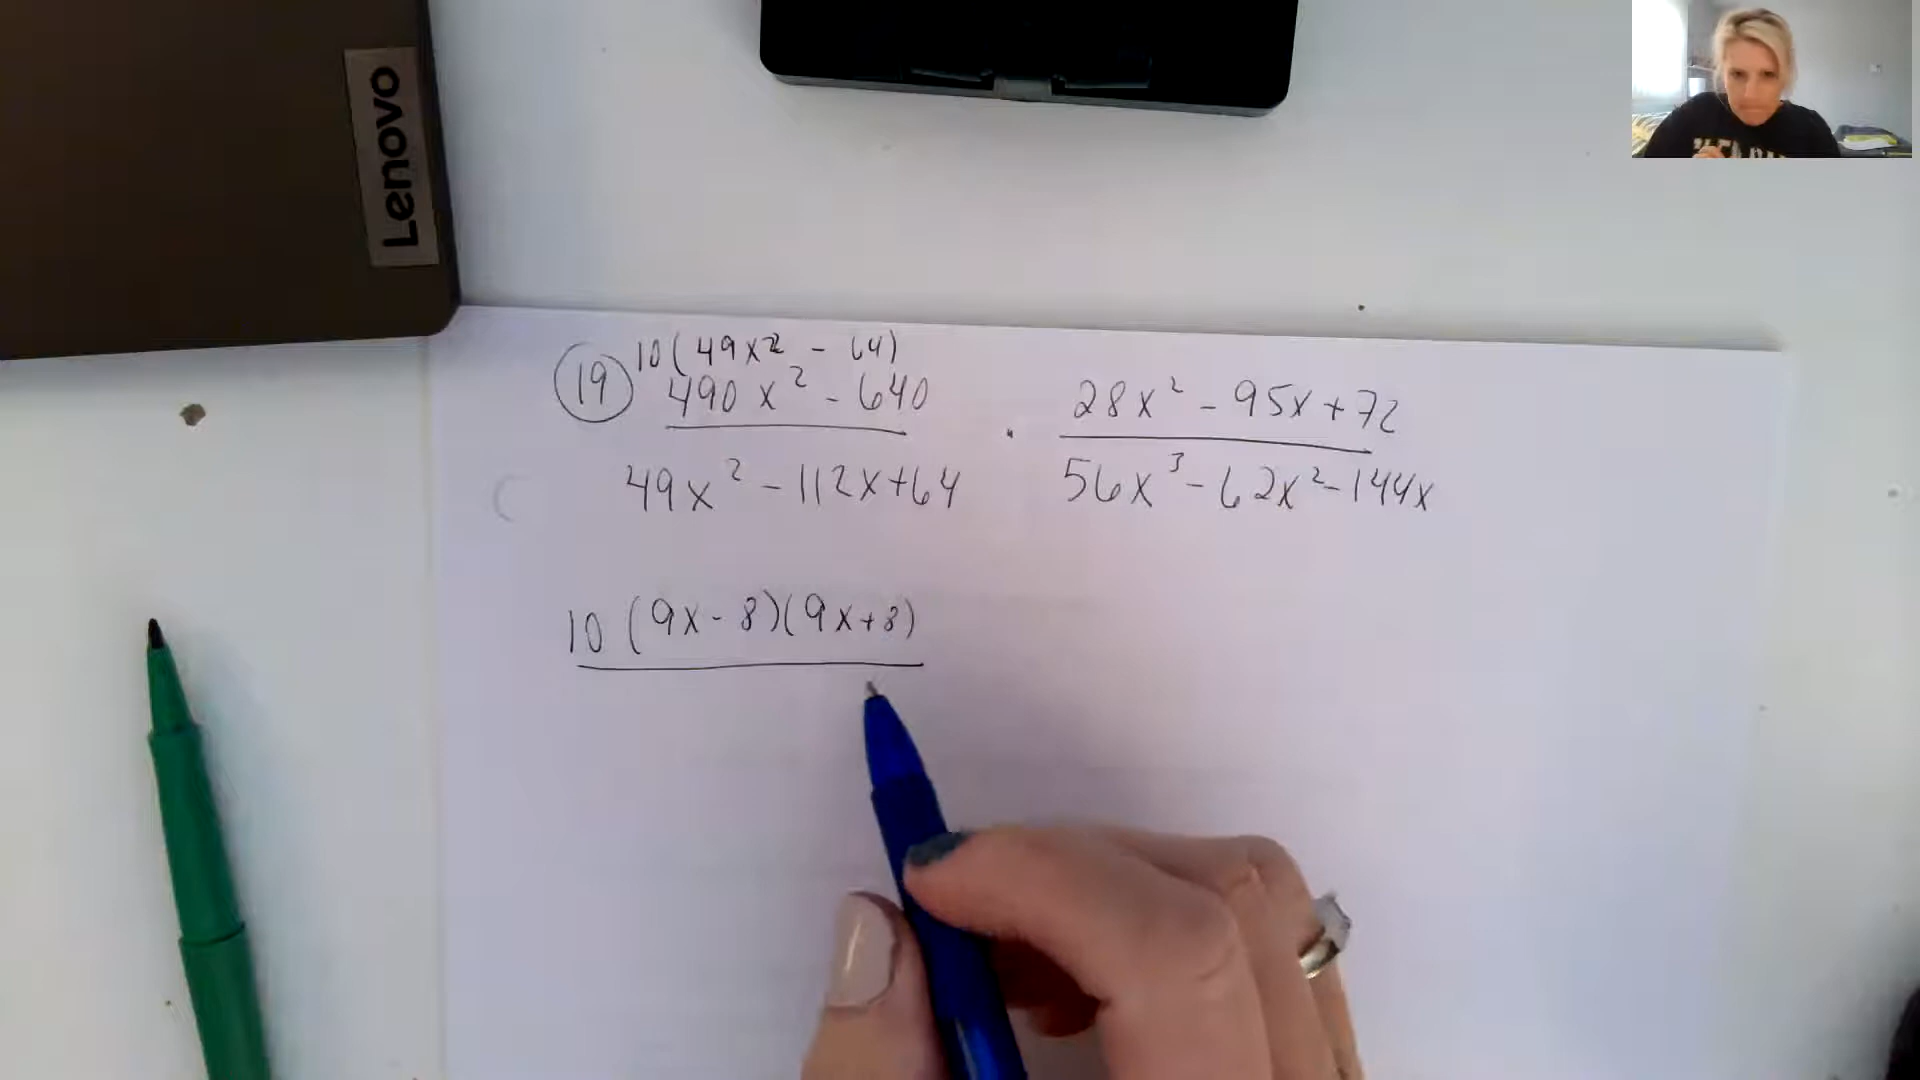 Lenovo
19
10(49x² - 64)
490x² - 640 · 28x² - 95x + 72
49x² - 112x + 64 56x³ - 62x² - 144x
10(9x - 8)(9x + 8)